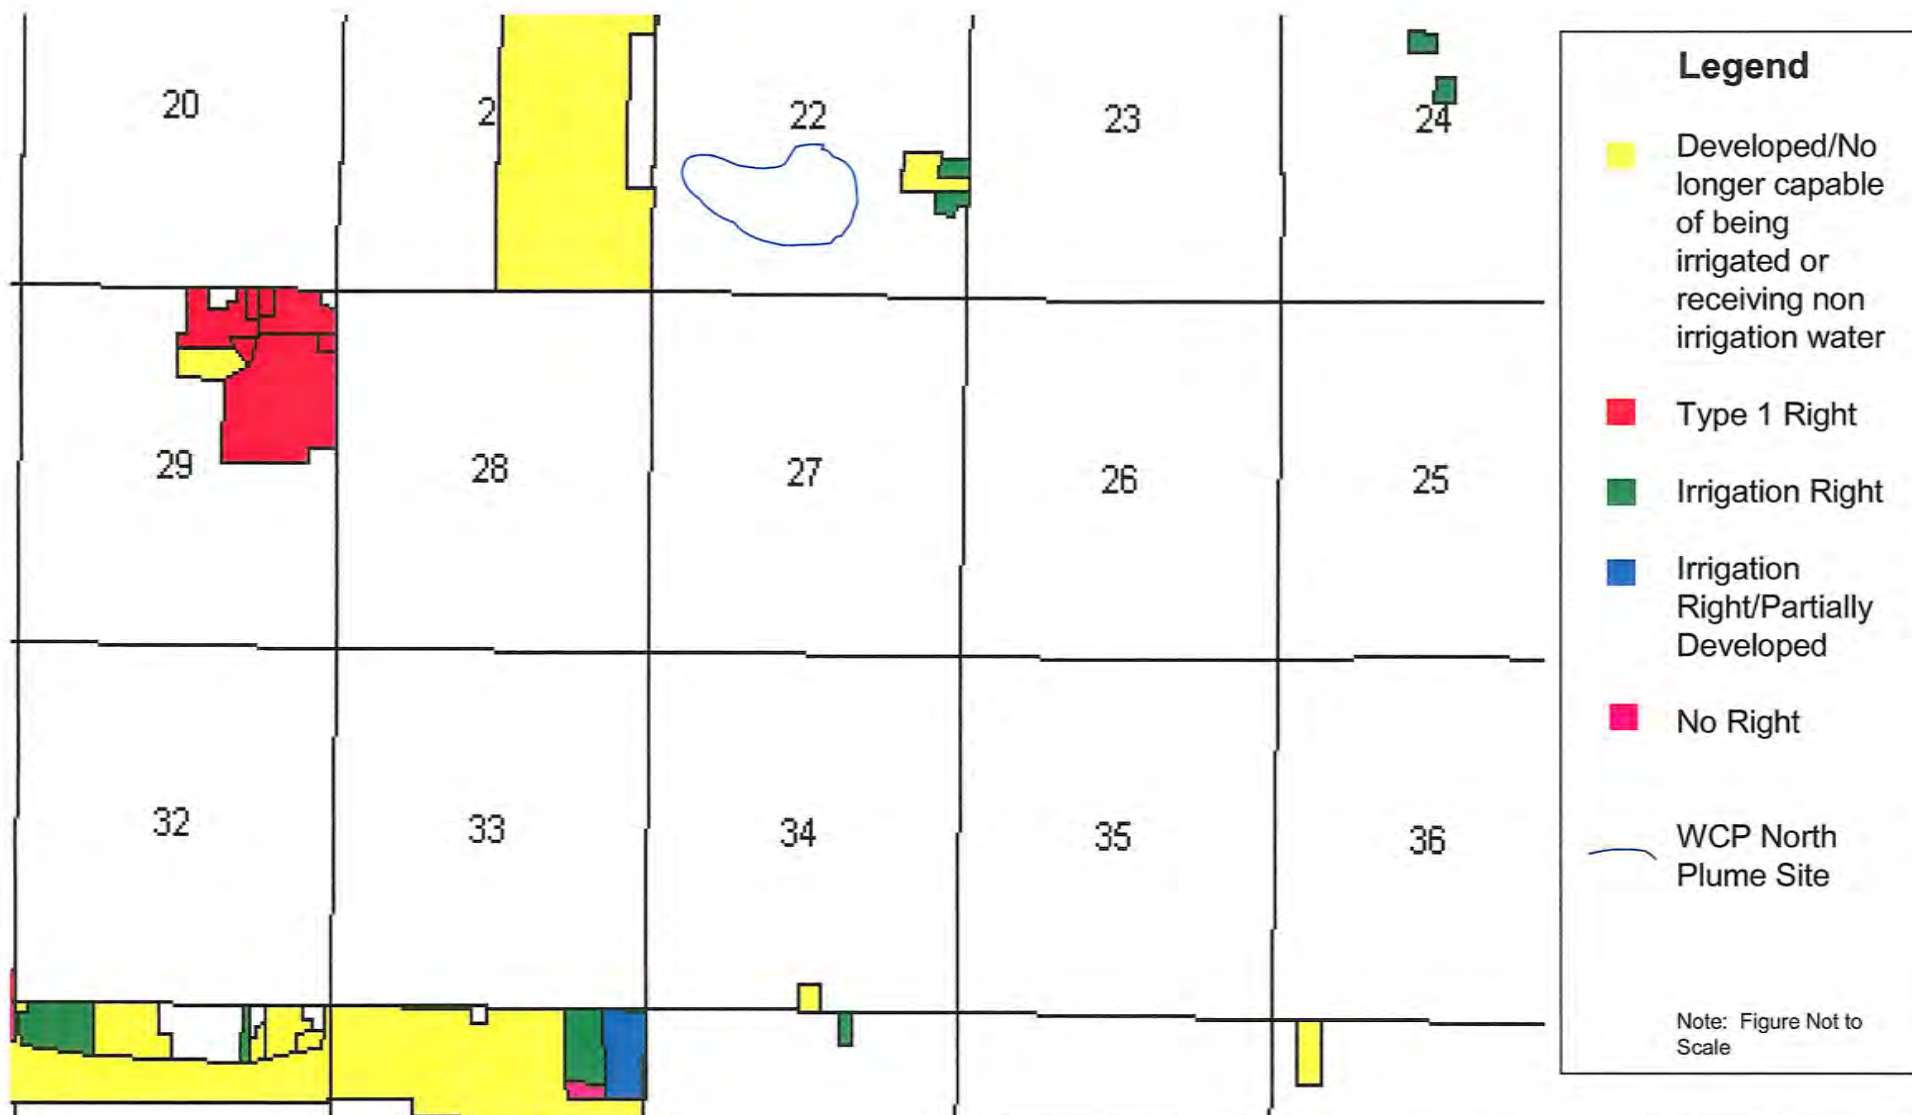 20
2
22
23
24
29
28
27
26
25
32
33
34
35
36
Legend
Developed/No
longer capable
of being
irrigated or
receiving non
irrigation water
Type 1 Right
Irrigation Right
Irrigation
Right/Partially
Developed
No Right
WCP North
Plume Site
Note: Figure Not to
Scale